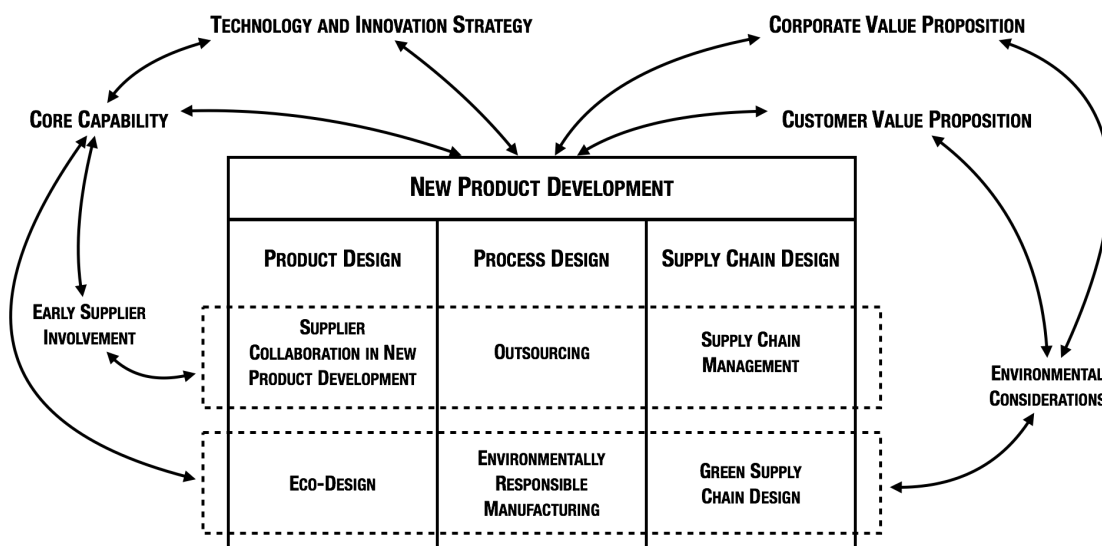 TECHNOLOGY AND INNOVATION STRATEGY
CORPORATE VALUE PROPOSITION
CORE CAPABILITY
CUSTOMER VALUE PROPOSITION
NEW PRODUCT DEVELOPMENT
PRODUCT DESIGN
PROCESS DESIGN
SUPPLY CHAIN DESIGN
EARLY SUPPLIER
INVOLVEMENT
SUPPLIER
COLLABORATION IN NEW
PRODUCT DEVELOPMENT
OUTSOURCING
SUPPLY CHAIN
MANAGEMENT
ENVIRONMENTAL
CONSIDERATIONS
ECO-DESIGN
ENVIRONMENTALLY
RESPONSIBLE
MANUFACTURING
GREEN SUPPLY
CHAIN DESIGN